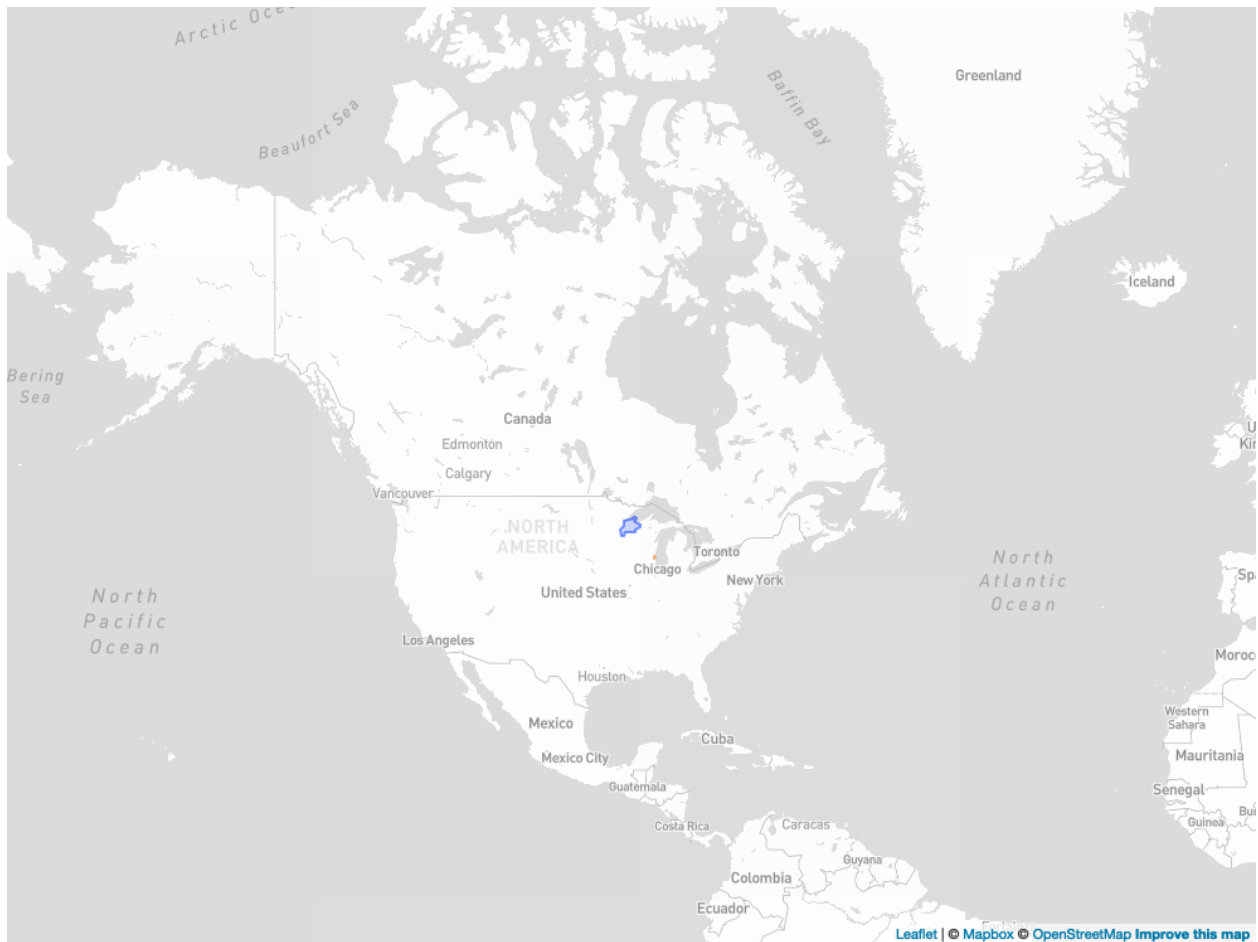 Arctic Oce
Greenland
Baffin Bay
Beaufort Sea
Iceland
Bering
Sea
Canada
Edmonton
Calgary
Vancouver
NORTH
AMERICA
Toronto
Chicago
New York
United States
North
Pacific
Ocean
North
Atlantic
Ocean
U
Kin
Spa
Los Angeles
Houston
Moroc
Mexico
Mexico City
Cuba
Western
Sahara
Mauritania
Guatemala
Senegal
Costa Rica
Caracas
Guinea
Bur
Guyana
Colombia
Ecuador
Leaflet | © Mapbox © OpenStreetMap Improve this map